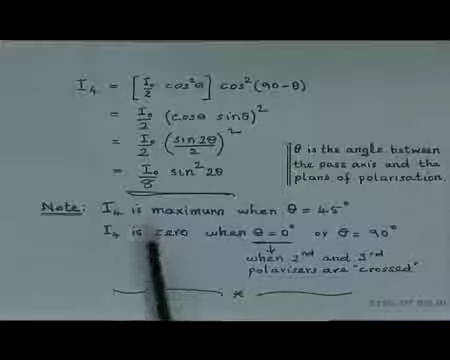 I₄ = [I₀/2 cos²θ] cos²(90-θ)
= I₀/2 (cosθ sinθ)²
= I₀/2 (sin2θ/2)²
= I₀/8 sin²2θ
θ is the angle between
the pass axis and the
plane of polarisation.
Note: I₄ is maximum when θ = 45°
I₄ is zero when θ = 0° or θ = 90°
↓
when 2nd and 3rd
polarisers are "crossed"